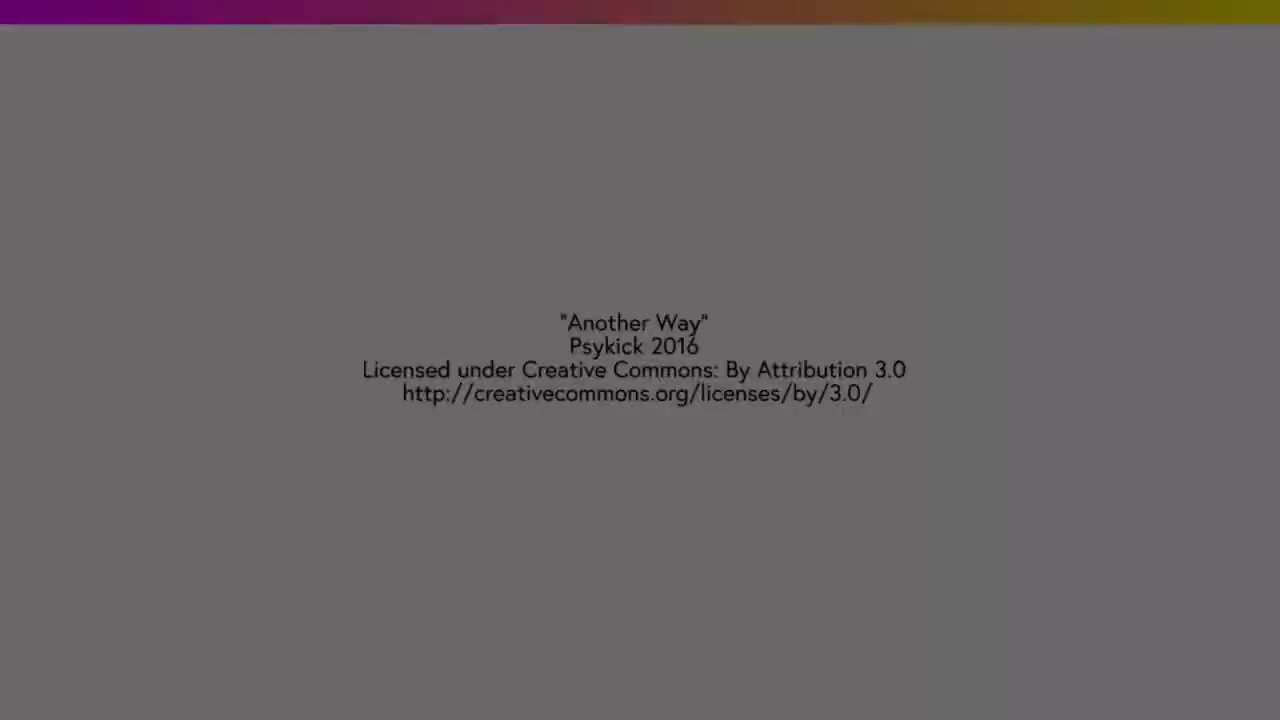 "Another Way"
Psykick 2016
Licensed under Creative Commons: By Attribution 3.0
http://creativecommons.org/licenses/by/3.0/